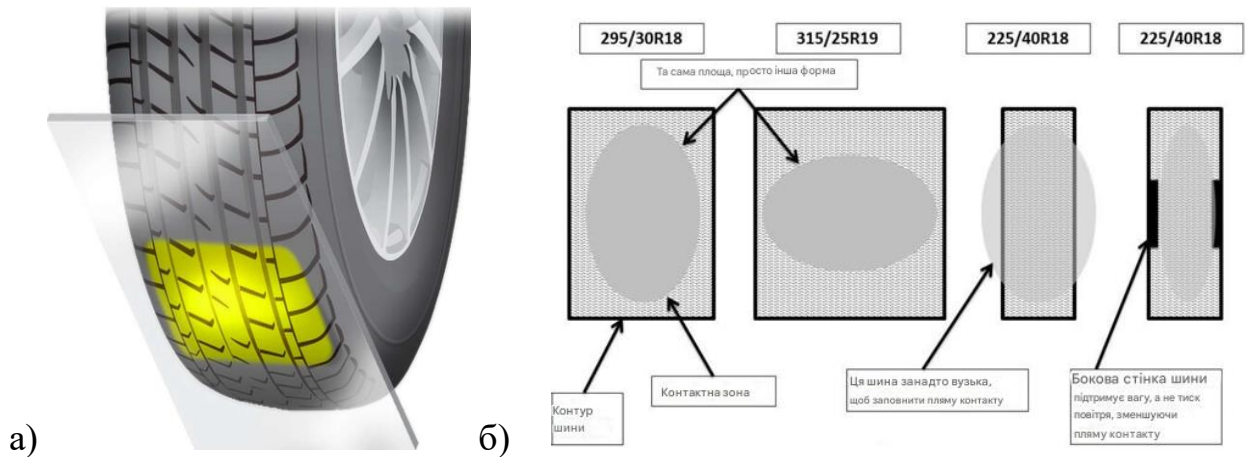 295/30R18
315/25R19
225/40R18
225/40R18
Та сама площа, просто інша форма
Контур
шини
Контактна зона
Ця шина занадто вузька,
щоб заповнити пляму контакту
Бокова стінка шини
підтримує вагу, а не тиск
повітря, зменшуючи
пляму контакту
а)
б)